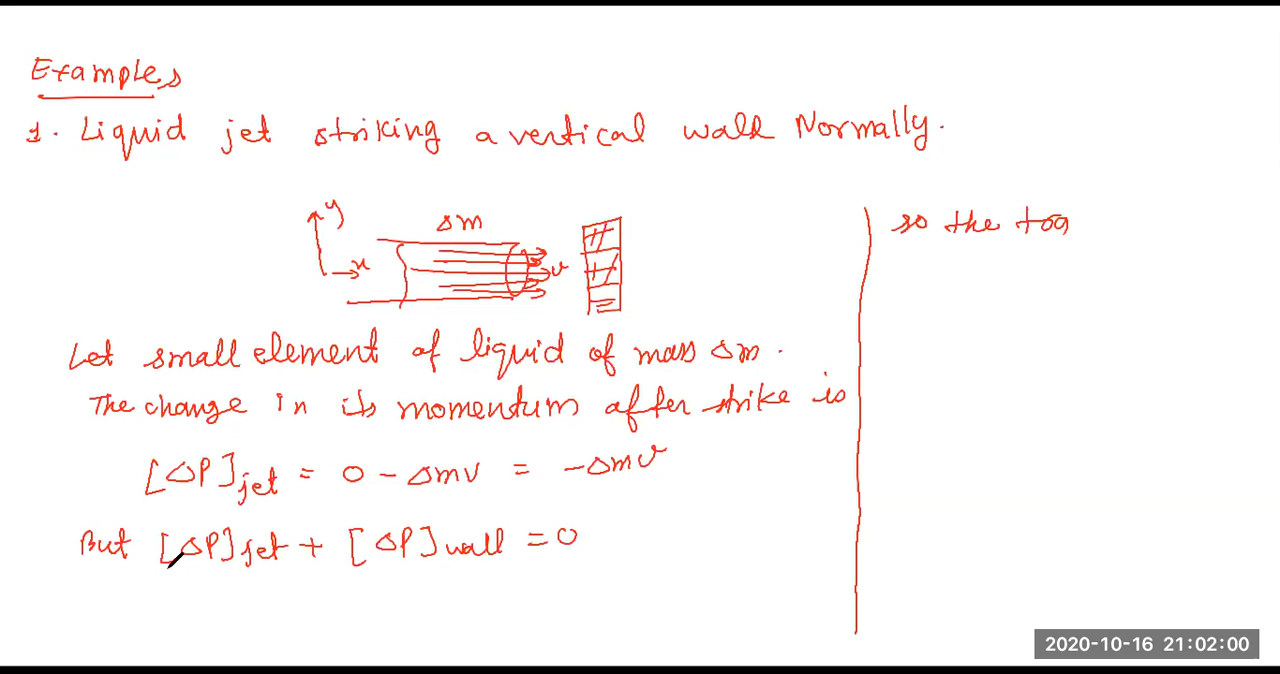 Examples
1. Liquid jet striking a vertical wall Normally.
y
Δm
x
v
Let small element of liquid of mass Δm.
The change in its momentum after strike is
[ΔP]jet = 0 - Δmv = -Δmv
But [ΔP]jet + [ΔP]wall = 0
so the
2020-10-16 21:02:00